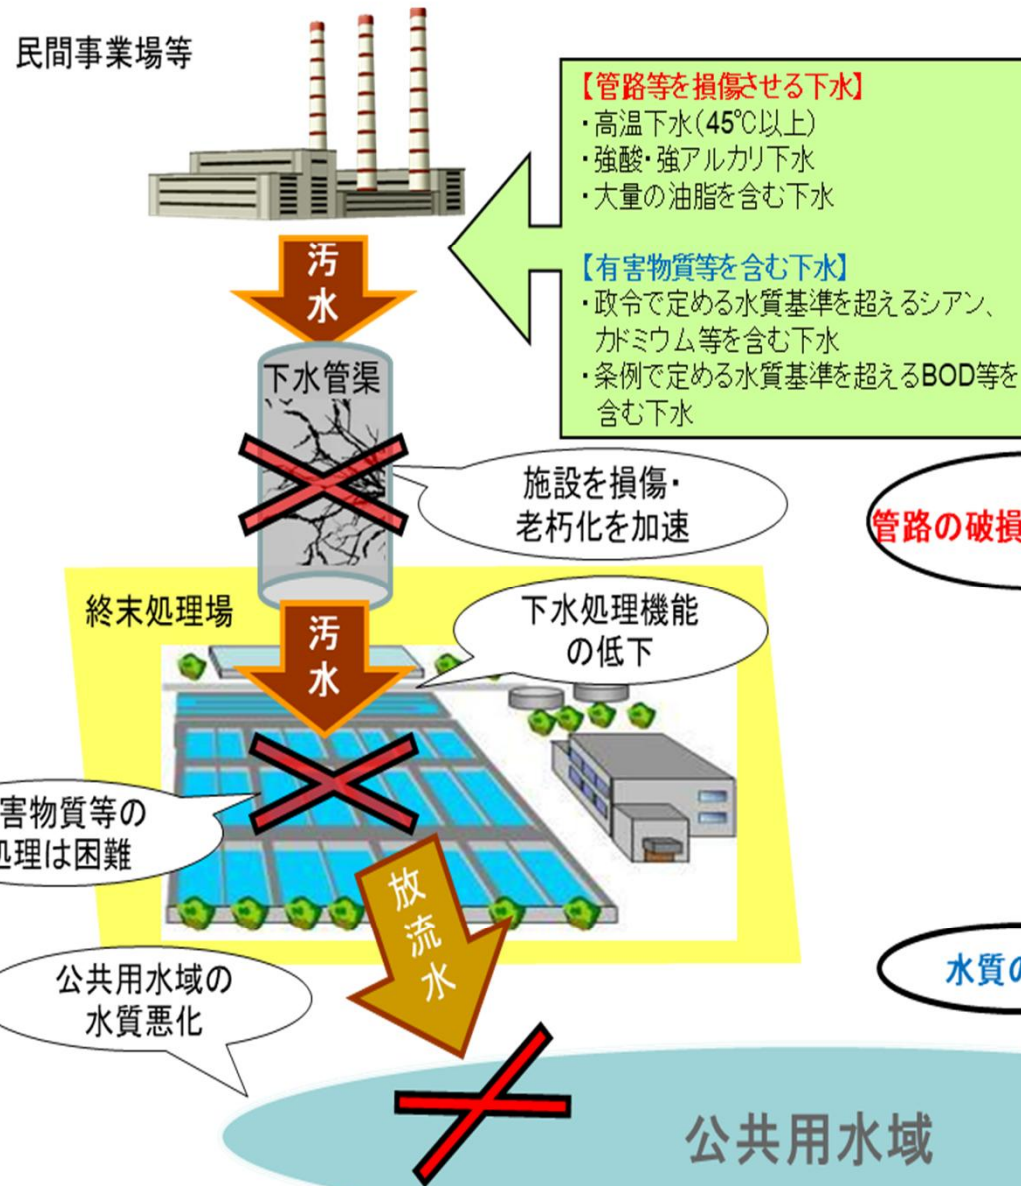 民間事業場等
【管路等を損傷させる下水】
・高温下水(45℃以上)
・強酸・強アルカリ下水
・大量の油脂を含む下水
【有害物質等を含む下水】
・政令で定める水質基準を超えるシアン、
カドミウム等を含む下水
・条例で定める水質基準を超えるBOD等を
含む下水
汚
水
下水管渠
施設を損傷・
老朽化を加速
管路の破損
終末処理場
汚
水
下水処理機能
の低下
害物質等の
処理は困難
放
流
水
公共用水域の
水質悪化
水質の
公共用水域